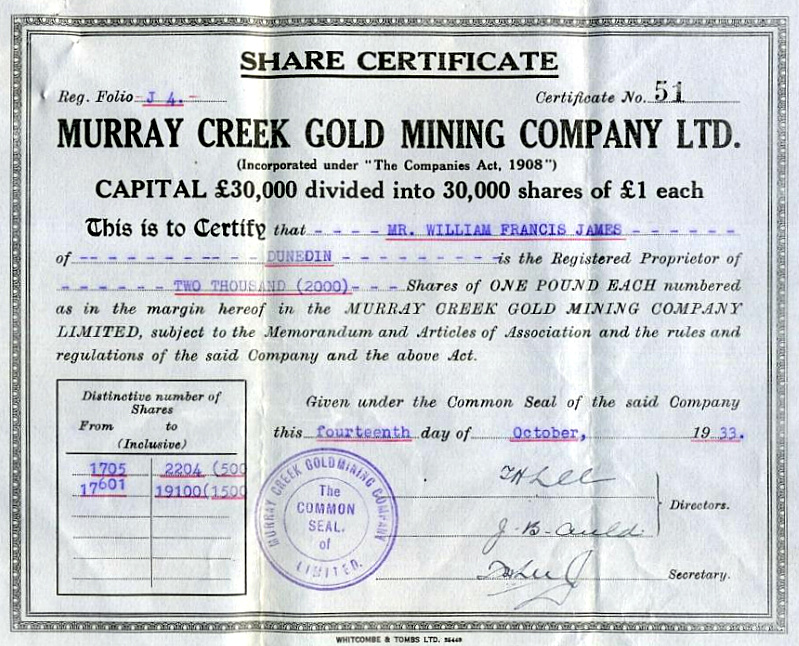 SHARE CERTIFICATE
Reg. Folio J 4. - Certificate No. 51
MURRAY CREEK GOLD MINING COMPANY LTD.
(Incorporated under "The Companies Act, 1908")
CAPITAL £30,000 divided into 30,000 shares of £1 each
This is to Certify that - - - - MR. WILLIAM FRANCIS JAMES - - - - - -
of - - - - - - - - - - - - DUNEDIN - - - - - - - - - - is the Registered Proprietor of
- - - - - - TWO THOUSAND (2000) - - - Shares of ONE POUND EACH numbered
as in the margin hereof in the MURRAY CREEK GOLD MINING COMPANY
LIMITED, subject to the Memorandum and Articles of Association and the rules and
regulations of the said Company and the above Act.
Distinctive number of
Shares
From to
(Inclusive)
1705 2204 (500
17601 19100(1500
Given under the Common Seal of the said Company
this fourteenth day of October, 1933.
MURRAY CREEK GOLDMINING COMPANY
The
COMMON
SEAL.
of
LIMITED.
T H Lee
J. B. Auld
Directors.
Secretary.
WHITCOMBE & TOMBS LTD.